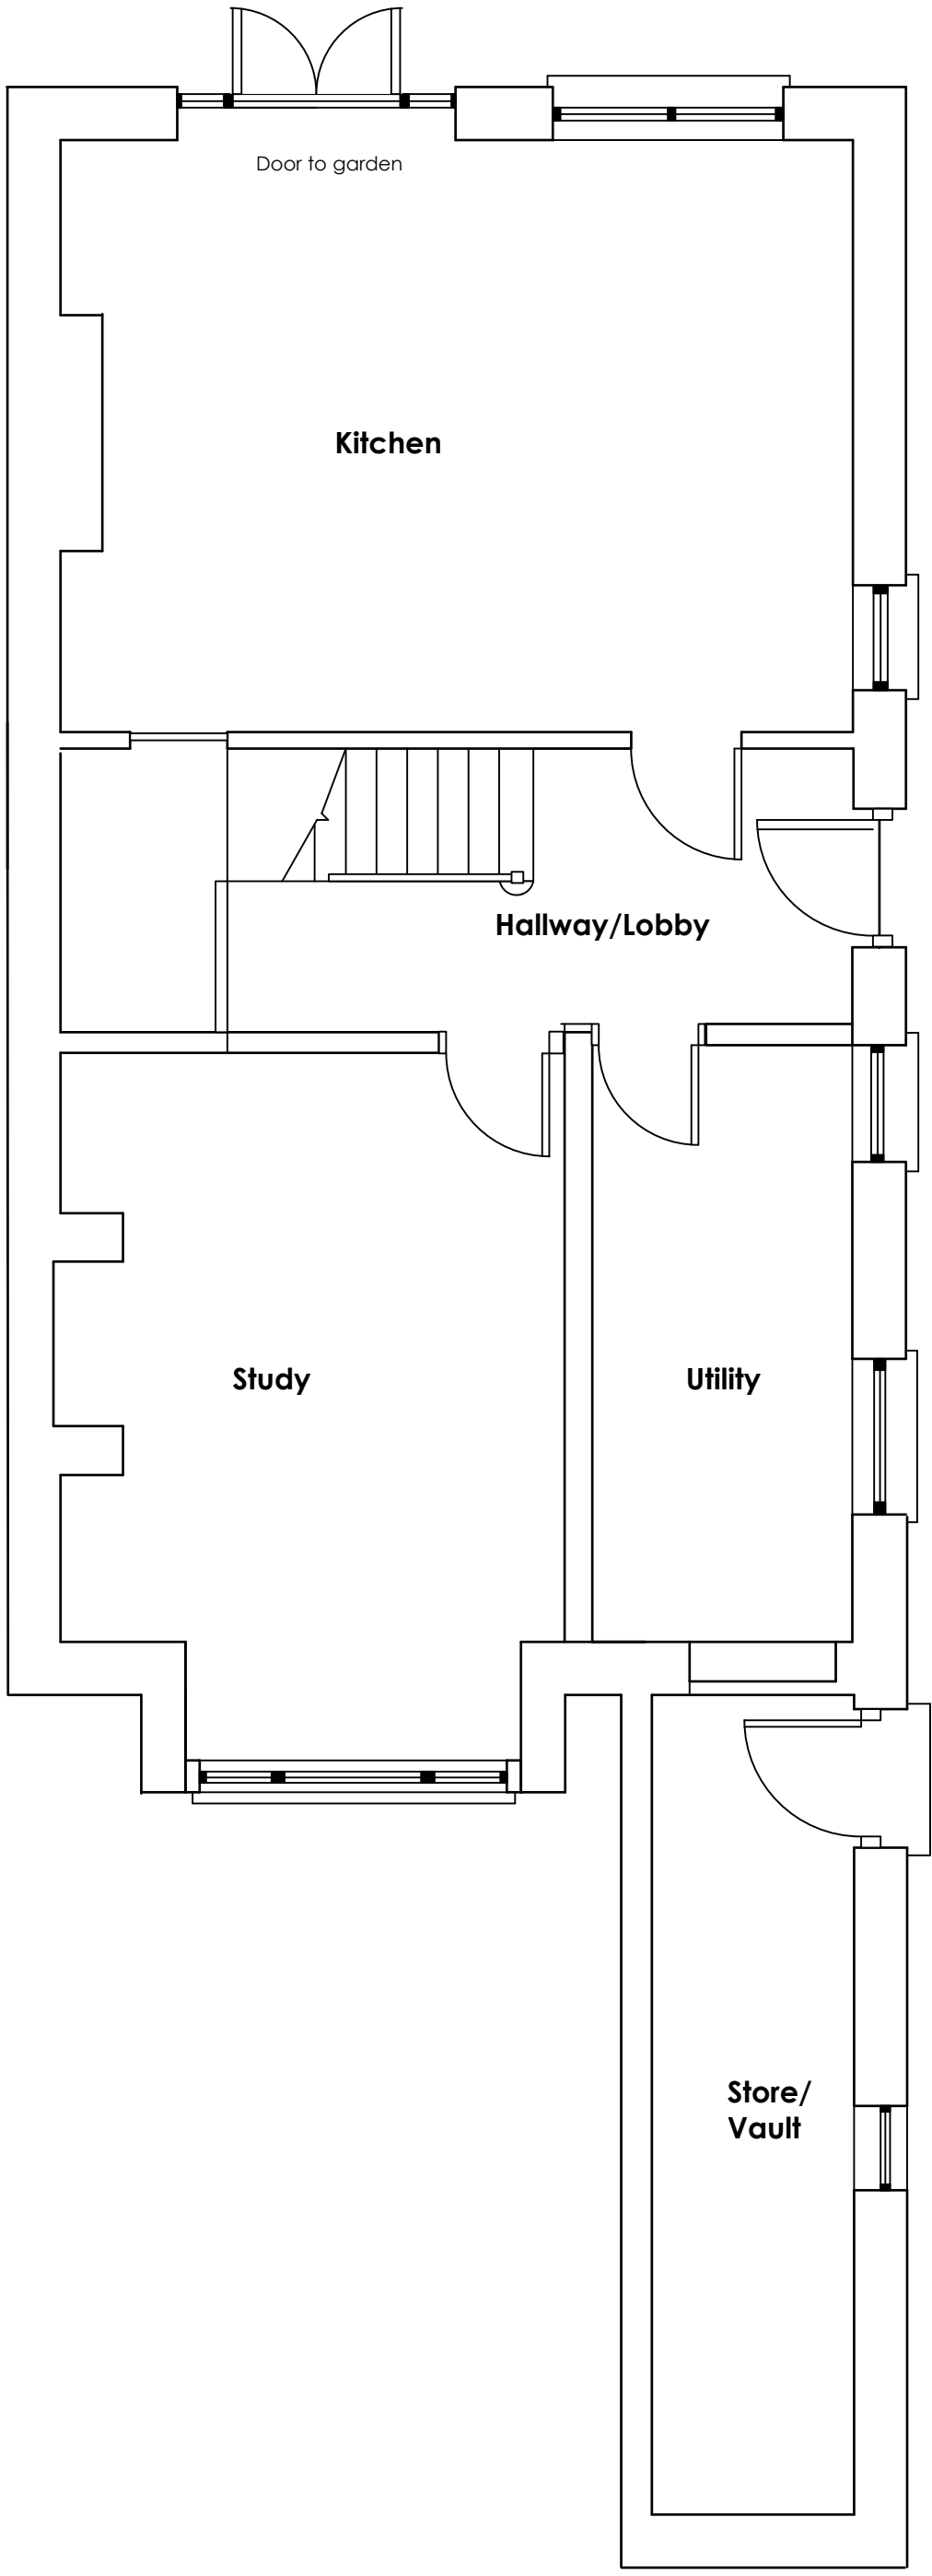 Door to garden
Kitchen
Hallway/Lobby
Study
Utility
Store/
Vault